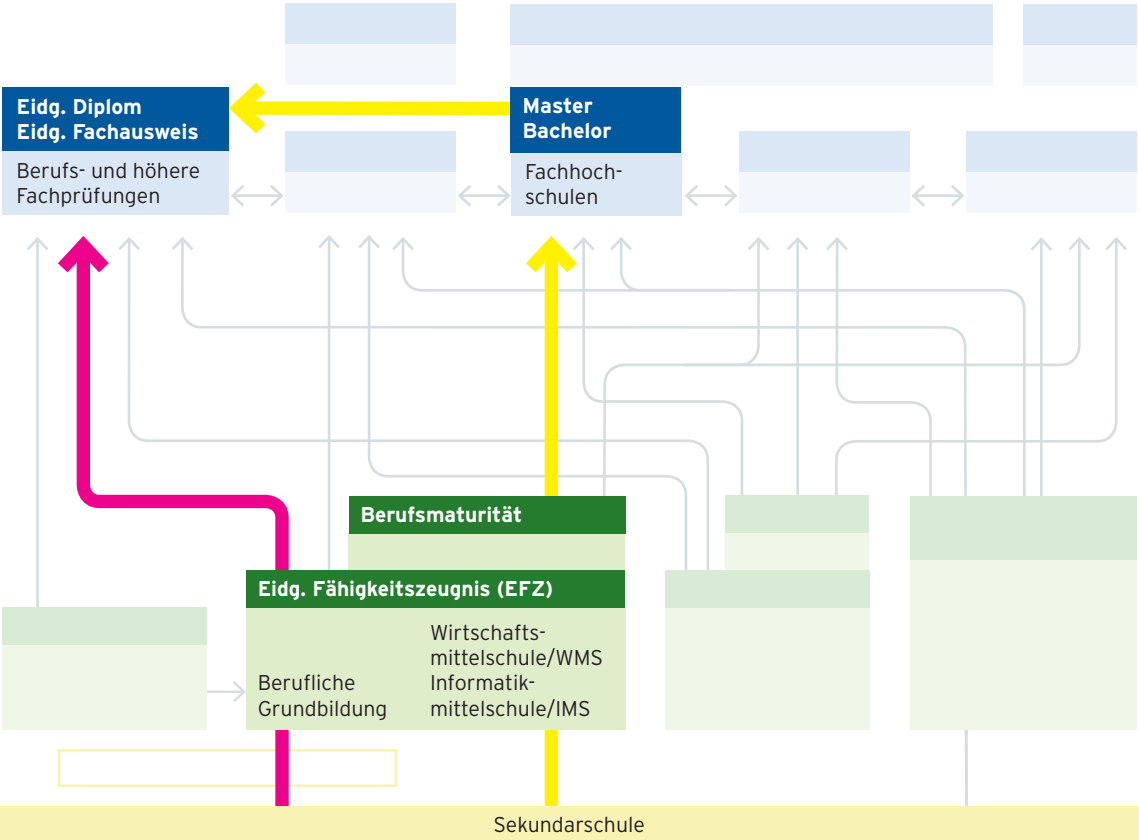 Eidg. Diplom
Eidg. Fachausweis
Berufs- und höhere
Fachprüfungen
Master
Bachelor
Fachhoch-
schulen
Berufsmaturität
Eidg. Fähigkeitszeugnis (EFZ)
Berufliche
Grundbildung
Wirtschafts-
mittelschule/WMS
Informatik-
mittelschule/IMS
Sekundarschule